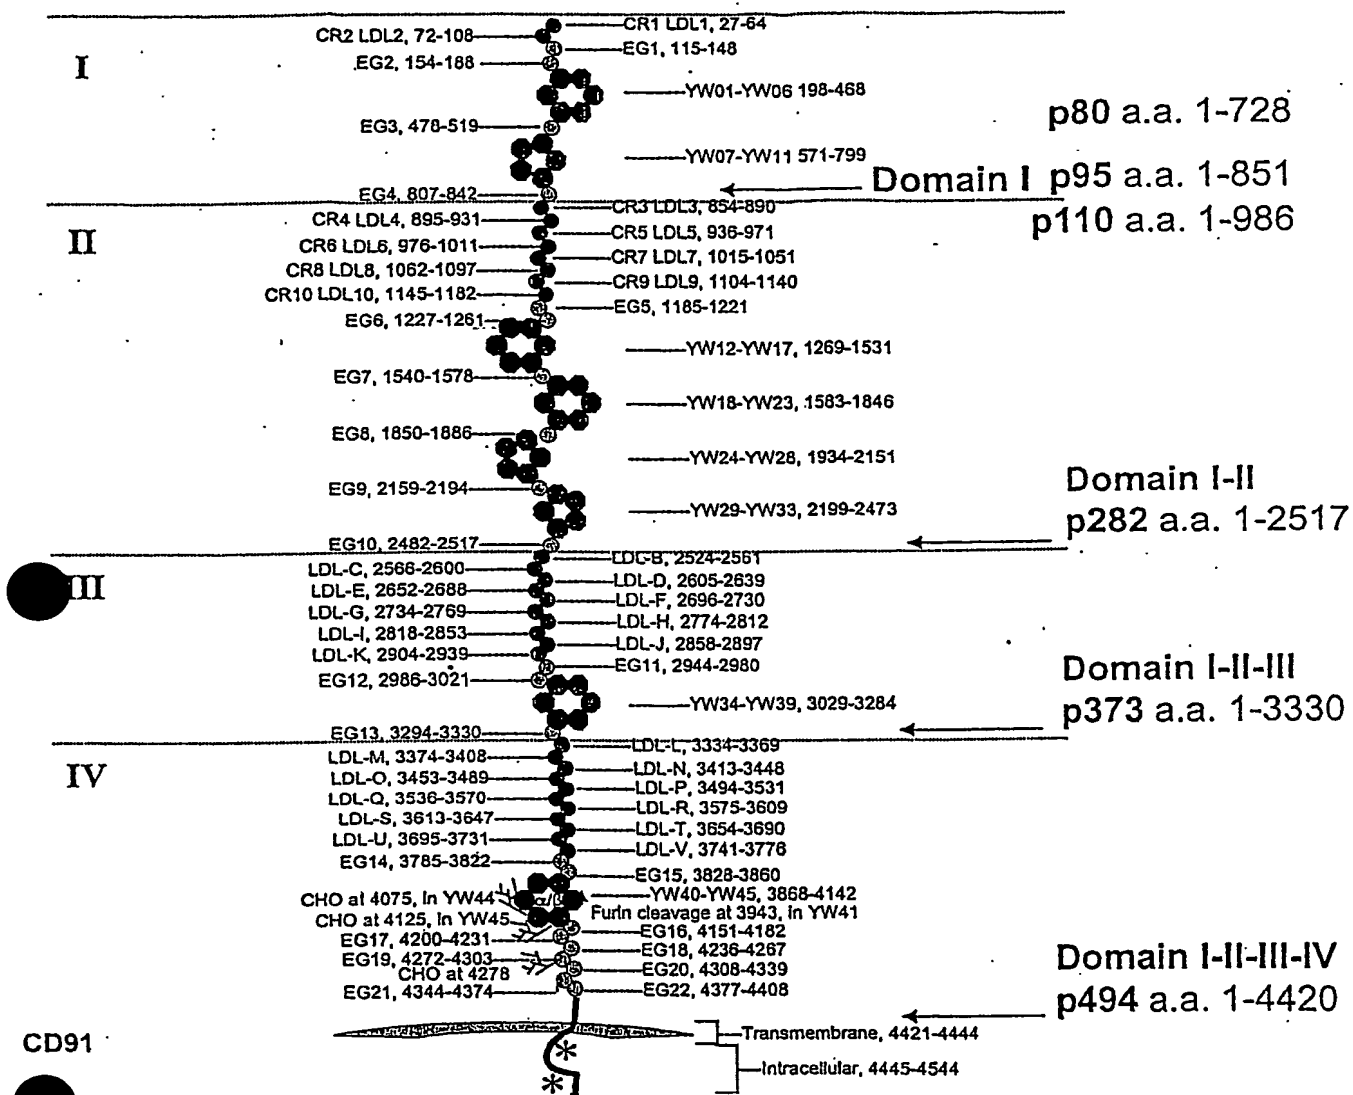 CR1 LDL1, 27-64
CR2 LDL2, 72-108
EG1, 115-148
EG2, 154-188
I
YW01-YW06 198-468
p80 a.a. 1-728
EG3, 478-519
YW07-YW11 571-799
Domain I p95 a.a. 1-851
EG4, 807-842
CR3 LDL3, 854-890
p110 a.a. 1-986
CR4 LDL4, 895-931
II
CR5 LDL5, 936-971
CR6 LDL6, 976-1011
CR7 LDL7, 1015-1051
CR8 LDL8, 1062-1097
CR9 LDL9, 1104-1140
CR10 LDL10, 1145-1182
EG5, 1185-1221
EG6, 1227-1261
YW12-YW17, 1269-1531
EG7, 1540-1578
YW18-YW23, 1583-1846
EG8, 1850-1886
YW24-YW28, 1934-2151
Domain I-II
EG9, 2159-2194
YW29-YW33, 2199-2473
p282 a.a. 1-2517
EG10, 2482-2517
LDL-B, 2524-2561
LDL-C, 2566-2600
III
LDL-D, 2605-2639
LDL-E, 2652-2688
LDL-F, 2696-2730
LDL-G, 2734-2769
LDL-H, 2774-2812
LDL-I, 2818-2853
LDL-J, 2858-2897
LDL-K, 2904-2939
EG11, 2944-2980
Domain I-II-III
EG12, 2986-3021
YW34-YW39, 3029-3284
p373 a.a. 1-3330
EG13, 3294-3330
LDL-L, 3334-3369
LDL-M, 3374-3408
IV
LDL-N, 3413-3448
LDL-O, 3453-3489
LDL-P, 3494-3531
LDL-Q, 3536-3570
LDL-R, 3575-3609
LDL-S, 3613-3647
LDL-T, 3654-3690
LDL-U, 3695-3731
LDL-V, 3741-3776
EG14, 3785-3822
EG15, 3828-3860
CHO at 4075, in YW44
α/β
YW40-YW45, 3868-4142
Furin cleavage at 3943, in YW41
CHO at 4125, in YW45
EG16, 4151-4182
EG17, 4200-4231
EG18, 4236-4267
EG19, 4272-4303
CHO at 4278
EG20, 4308-4339
Domain I-II-III-IV
EG21, 4344-4374
EG22, 4377-4408
p494 a.a. 1-4420
Transmembrane, 4421-4444
CD91
*
Intracellular, 4445-4544
*